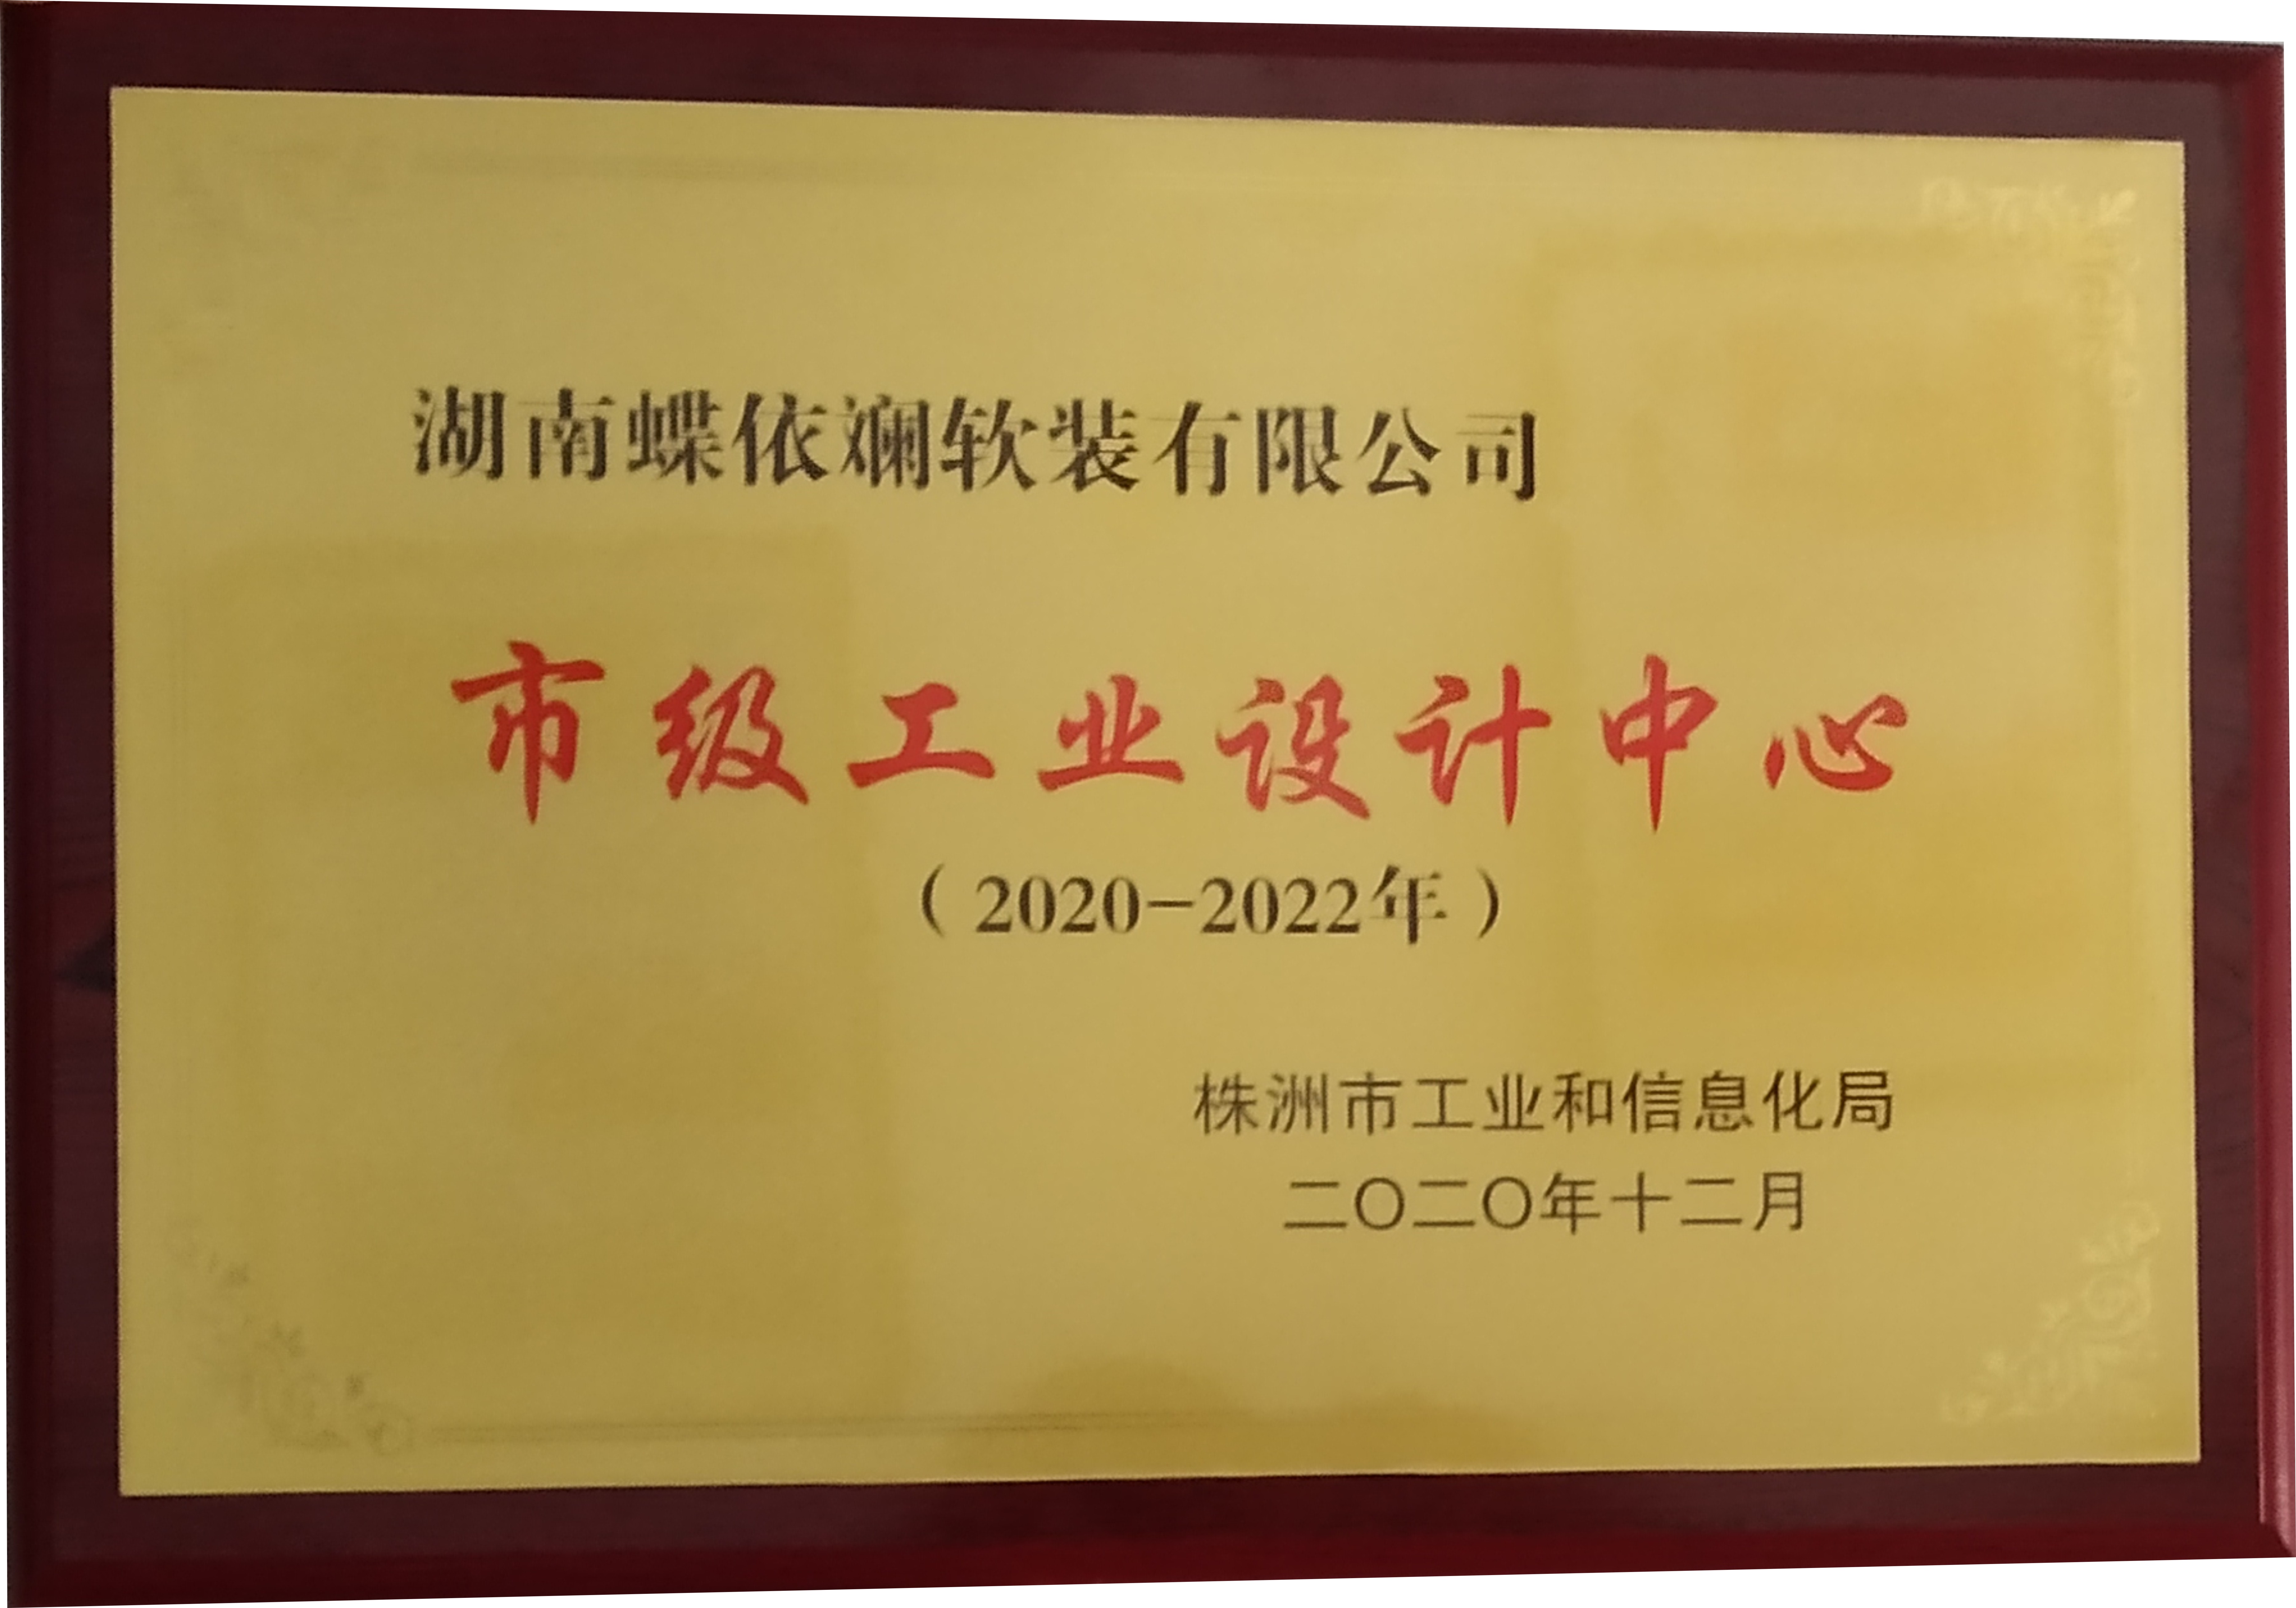 湖南蝶依斓软装有限公司
市级工业设计中心
（2020-2022年）
株洲市工业和信息化局
二〇二〇年十二月